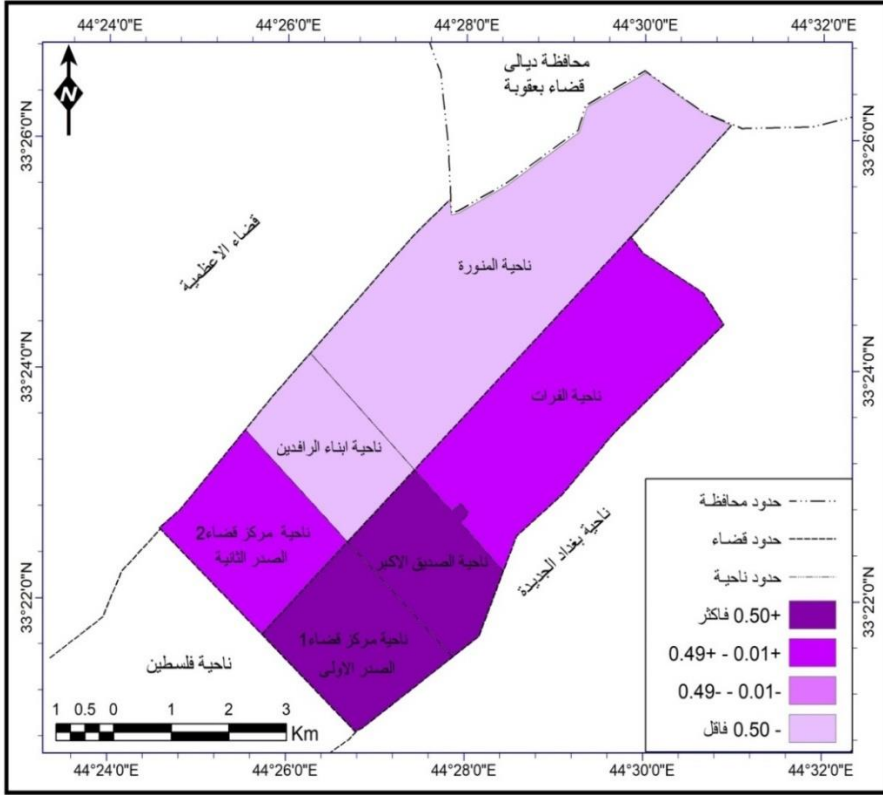 44°24'0"E 44°26'0"E 44°28'0"E 44°30'0"E 44°32'0"E
N
محافظة ديالى
قضاء بعقوبة
33°26'0"N
33°26'0"N
قضاء الاعظمية
ناحية المنورة
33°24'0"N
33°24'0"N
ناحية الفرات
ناحية ابناء الرافدين
ناحية مركز قضاء2
الصدر الثانية
ناحية الصديق الاكبر
ناحية بغداد الجديدة
33°22'0"N
33°22'0"N
ناحية مركز قضاء1
الصدر الاولى
ناحية فلسطين
حدود محافظة
حدود قضاء
حدود ناحية
+0.50 فاكثر
+0.01 - +0.49
-0.01 - -0.49
- 0.50 فاقل
1 0.5 0 1 2 3
Km
44°24'0"E 44°26'0"E 44°28'0"E 44°30'0"E 44°32'0"E